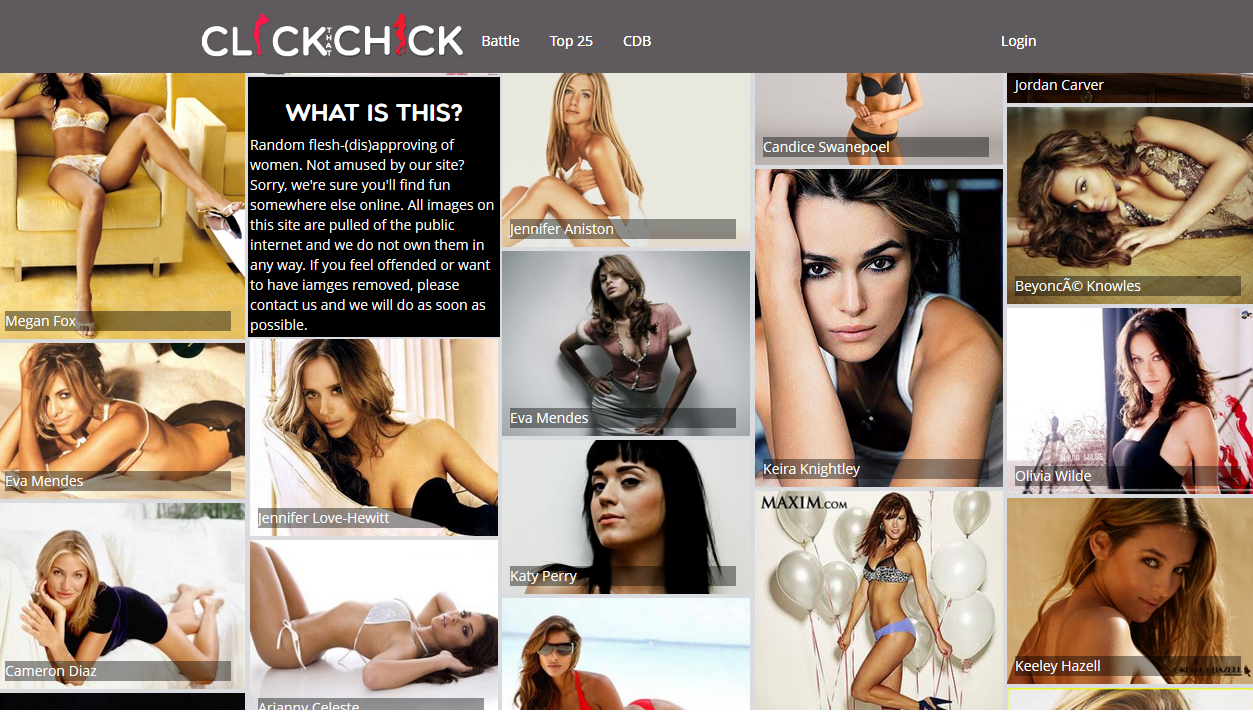 CLICK THAT CHICK
Battle
Top 25
CDB
Login
Megan Fox
Eva Mendes
Cameron Diaz
WHAT IS THIS?
Random flesh-(dis)approving of
women. Not amused by our site?
Sorry, we're sure you'll find fun
somewhere else online. All images on
this site are pulled of the public
internet and we do not own them in
any way. If you feel offended or want
to have iamges removed, please
contact us and we will do as soon as
possible.
Jennifer Love-Hewitt
Arianny Celeste
Jennifer Aniston
Eva Mendes
Katy Perry
Candice Swanepoel
Keira Knightley
MAXIM.COM
Jordan Carver
BeyoncÃ© Knowles
Olivia Wilde
Keeley Hazell